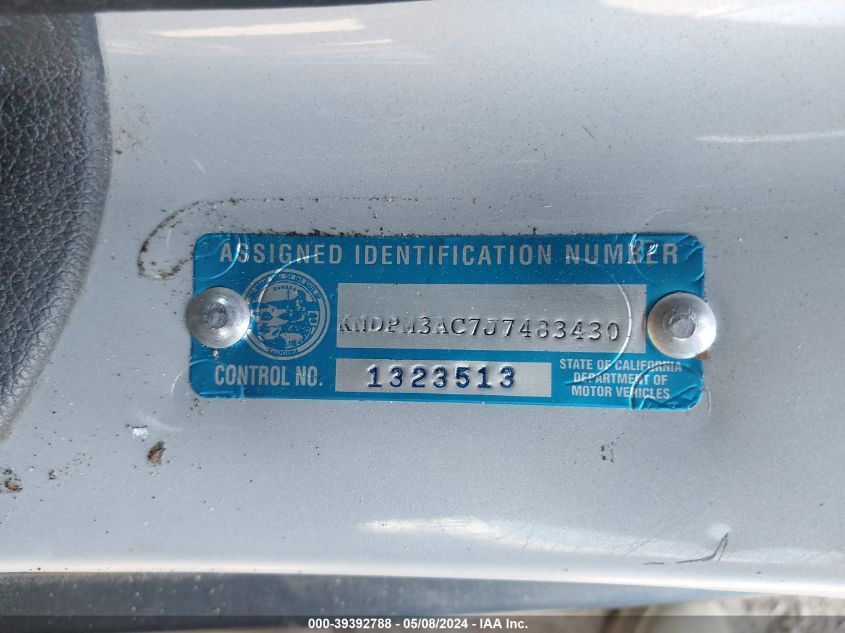 ASSIGNED IDENTIFICATION NUMBER
KNDPM3AC7J7483430
CONTROL NO. 1323513
STATE OF CALIFORNIA
DEPARTMENT OF
MOTOR VEHICLES
000-39392788 - 05/08/2024 - IAA Inc.